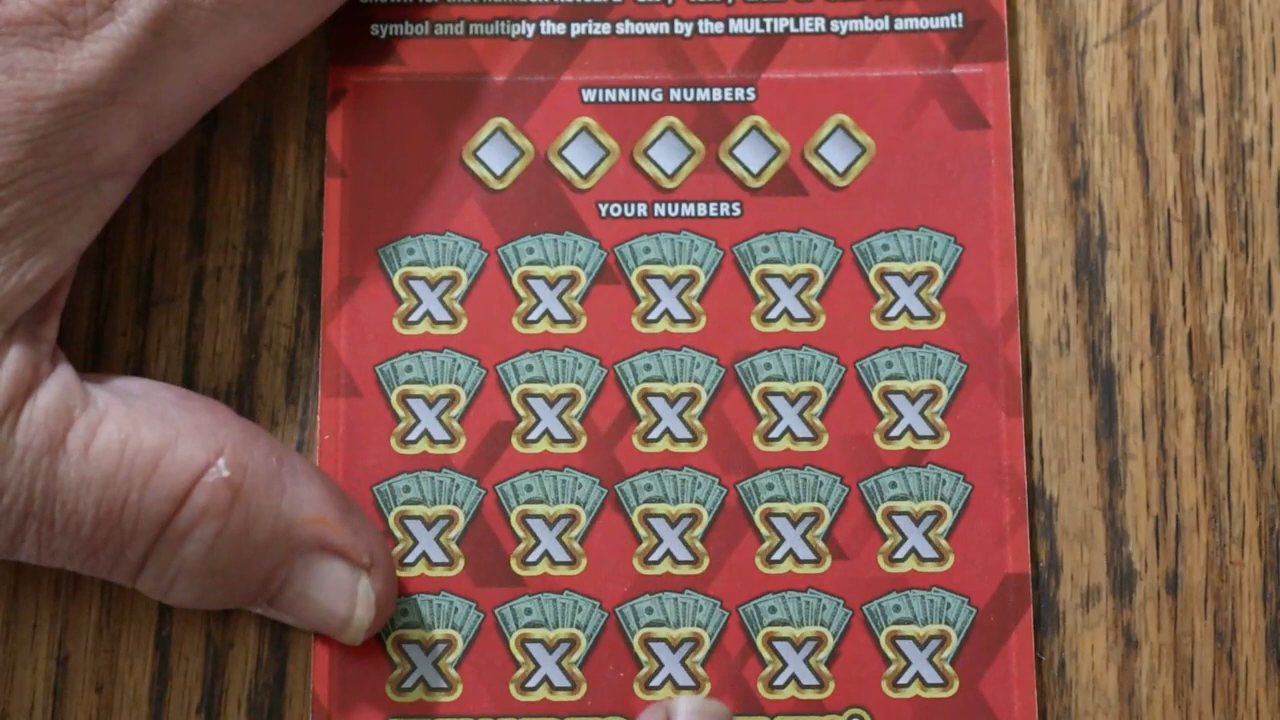 symbol and multiply the prize shown by the MULTIPLIER symbol amount!
WINNING NUMBERS
YOUR NUMBERS
X X X X X
X X X X X
X X X X X
X X X X X